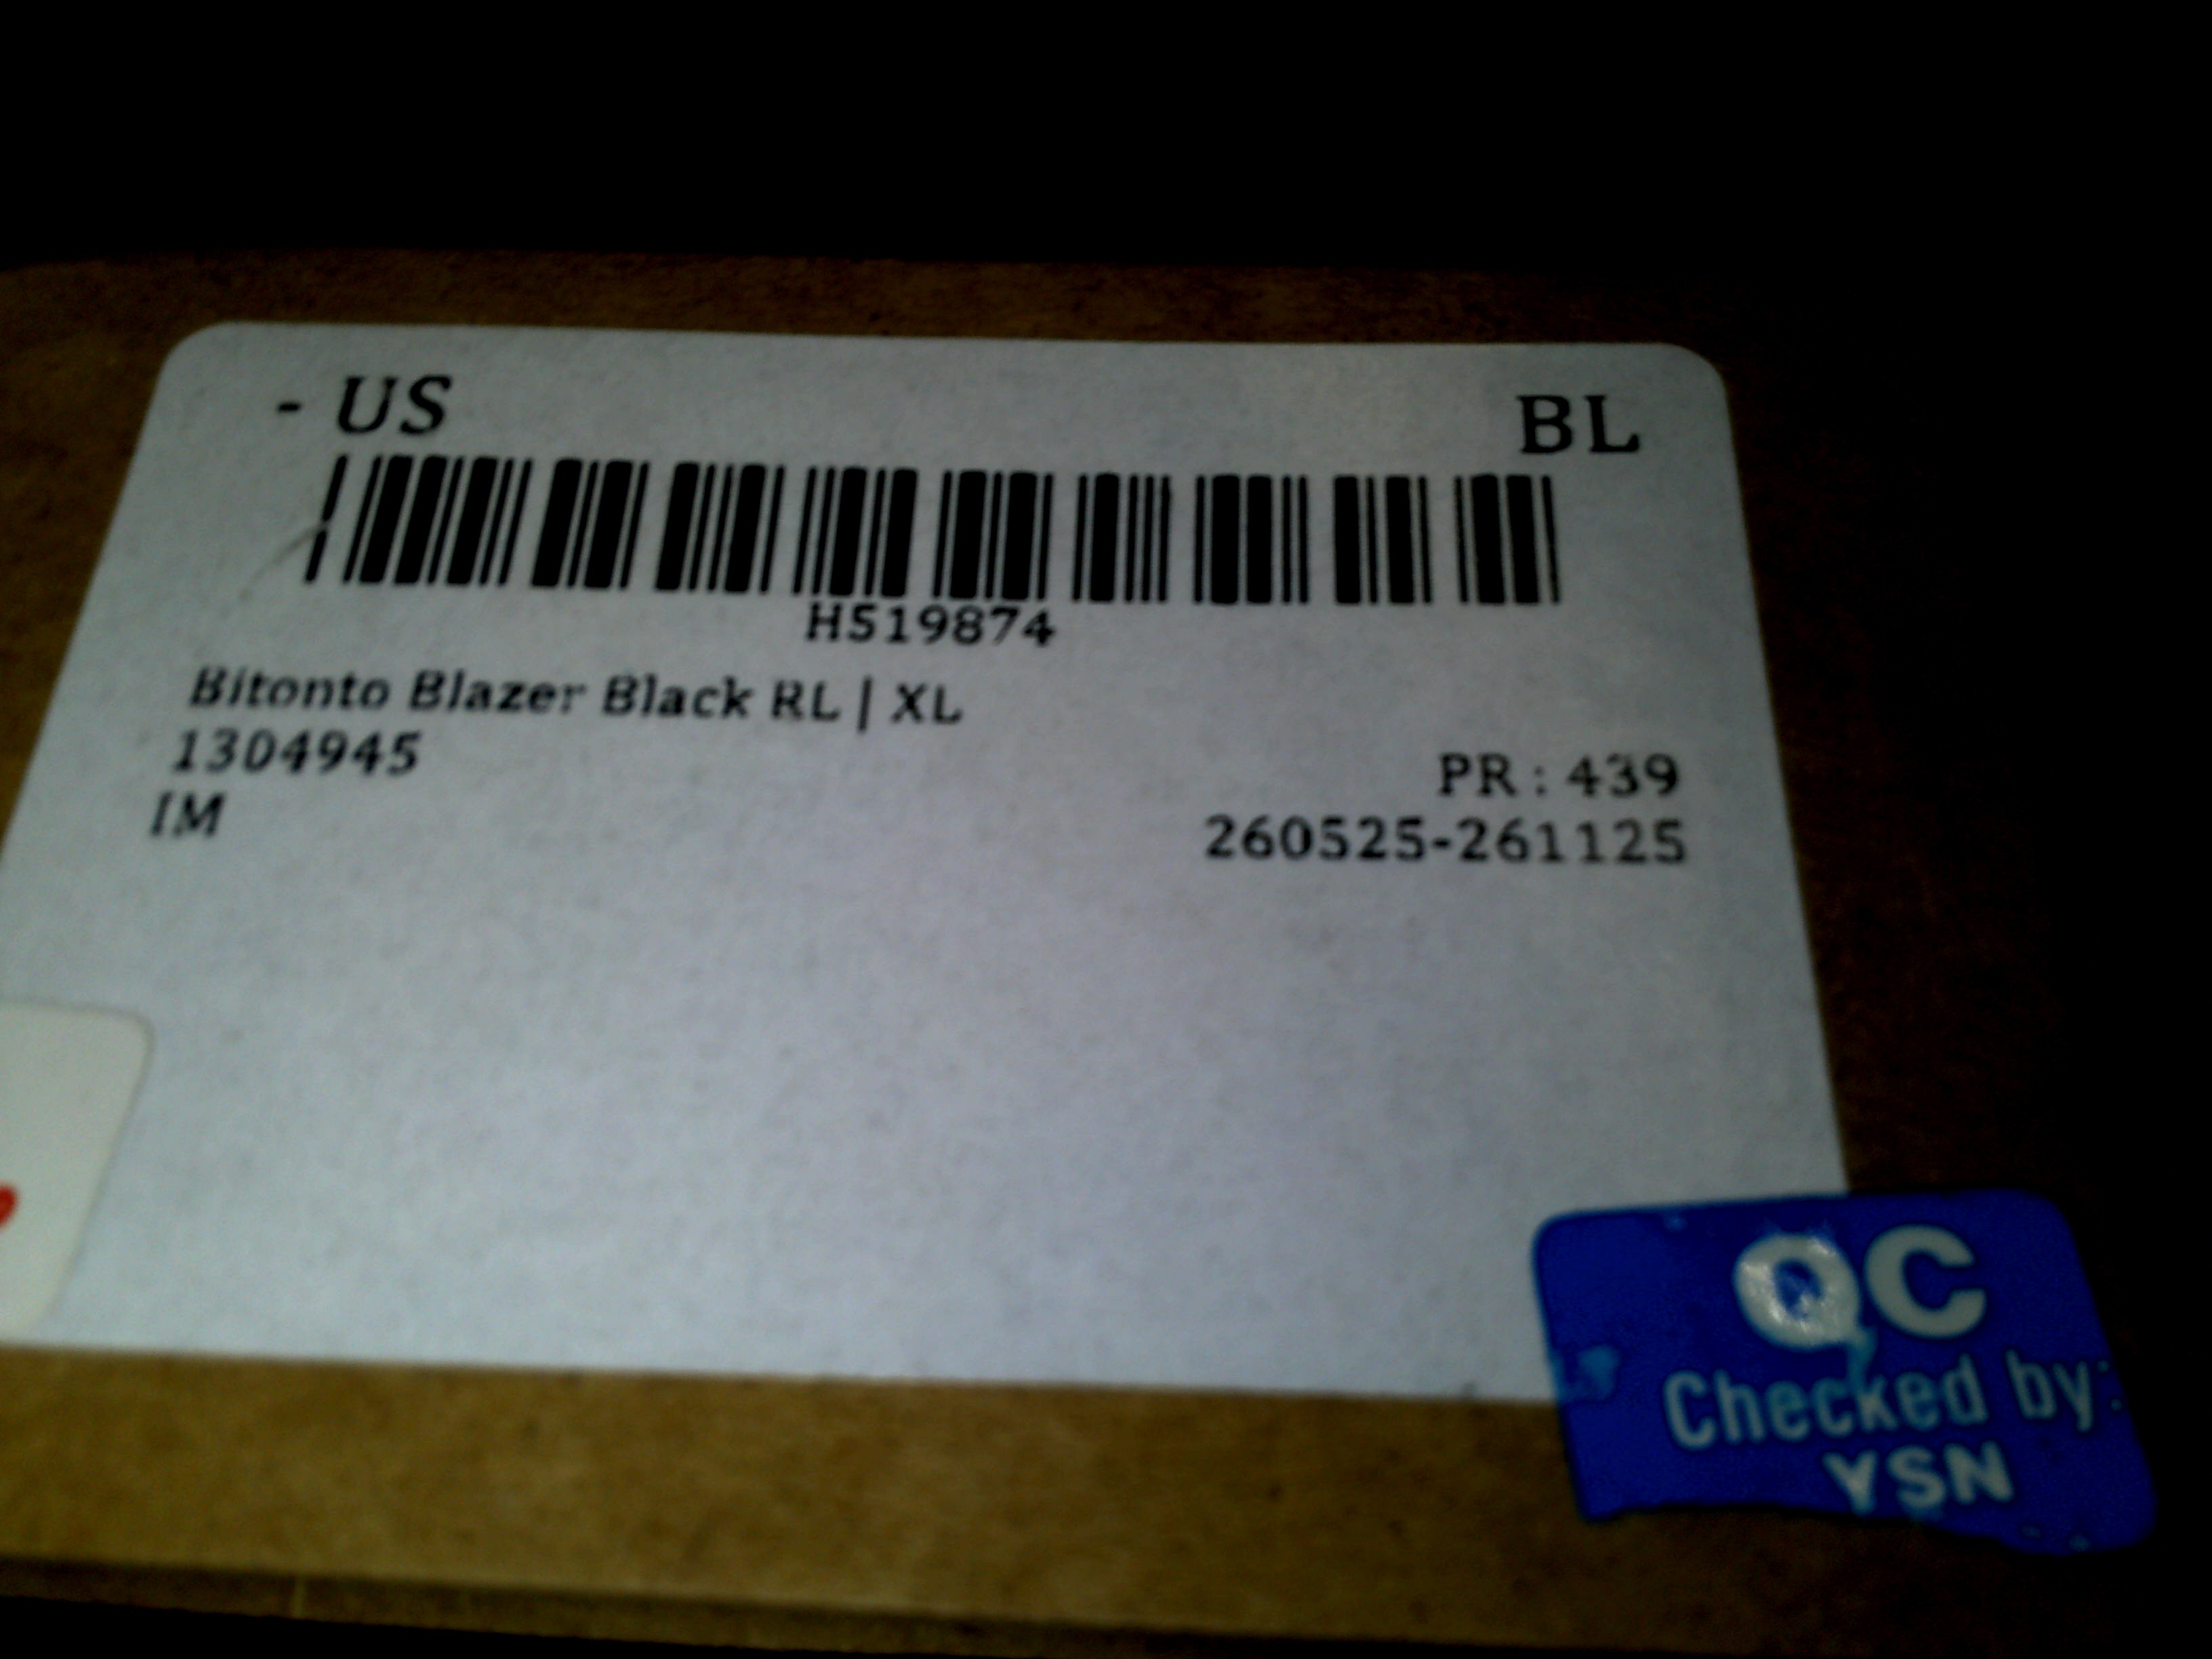 - US BL
H519874
Bitonto Blazer Black RL | XL
1304945
PR : 439
IM
260525-261125
QC
Checked by:
YSN